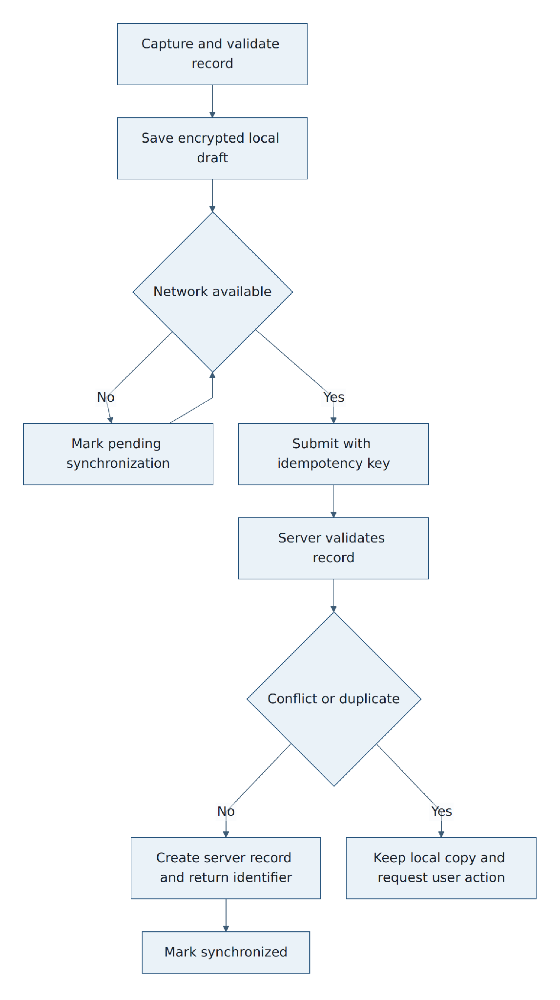 Capture and validate
record
Save encrypted local
draft
Network available
No
Yes
Mark pending
synchronization
Submit with
idempotency key
Server validates
record
Conflict or duplicate
No
Yes
Create server record
and return identifier
Keep local copy and
request user action
Mark synchronized